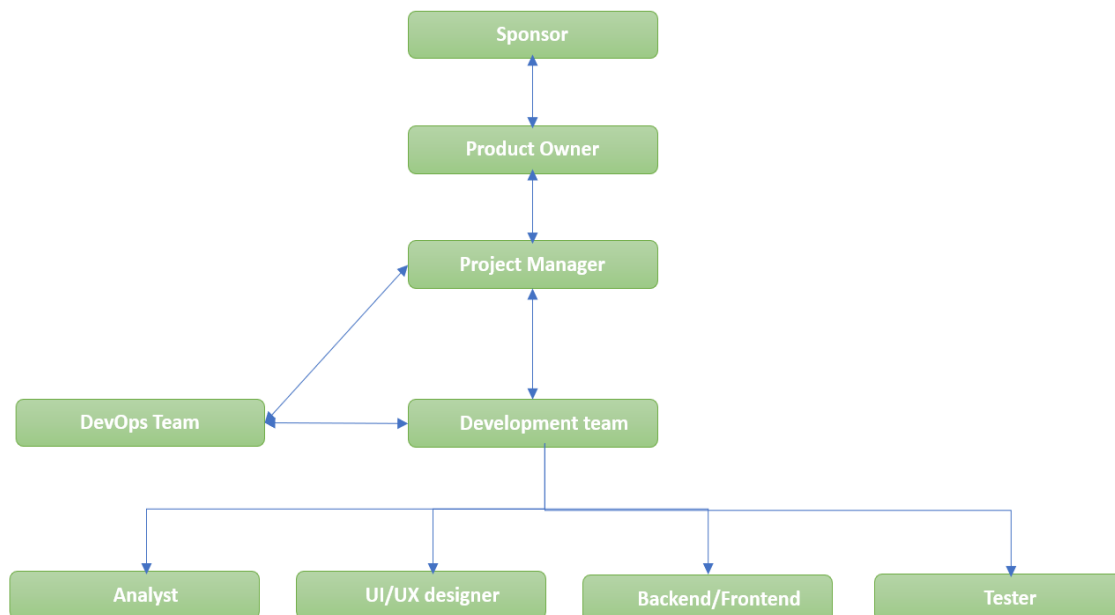 Sponsor
Product Owner
Project Manager
DevOps Team
Development team
Analyst
UI/UX designer
Backend/Frontend
Tester